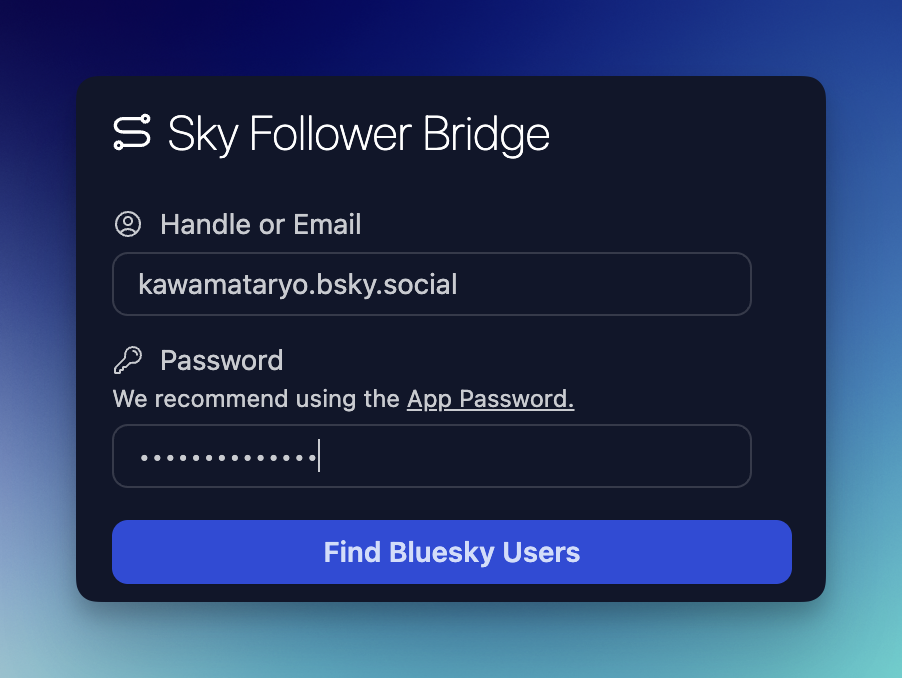 Sky Follower Bridge
Handle or Email
kawamataryo.bsky.social
Password
We recommend using the App Password.
••••••••••••••
Find Bluesky Users